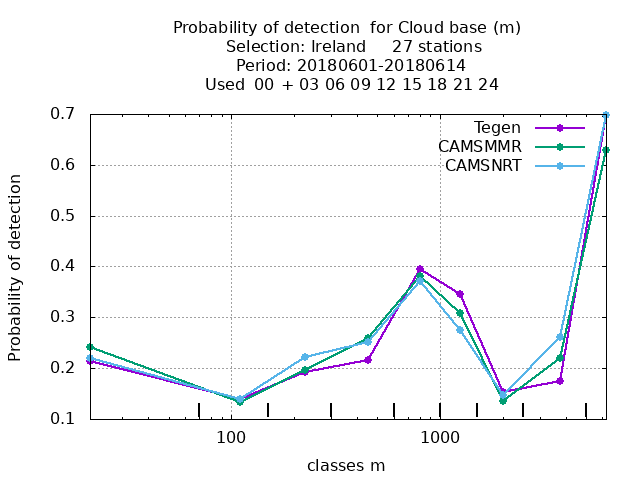 Probability of detection  for Cloud base (m)
Selection: Ireland     27 stations
Period: 20180601-20180614
Used  00 + 03 06 09 12 15 18 21 24
Tegen
CAMSMMR
CAMSNRT
Probability of detection
0.7
0.6
0.5
0.4
0.3
0.2
0.1
100
1000
classes m